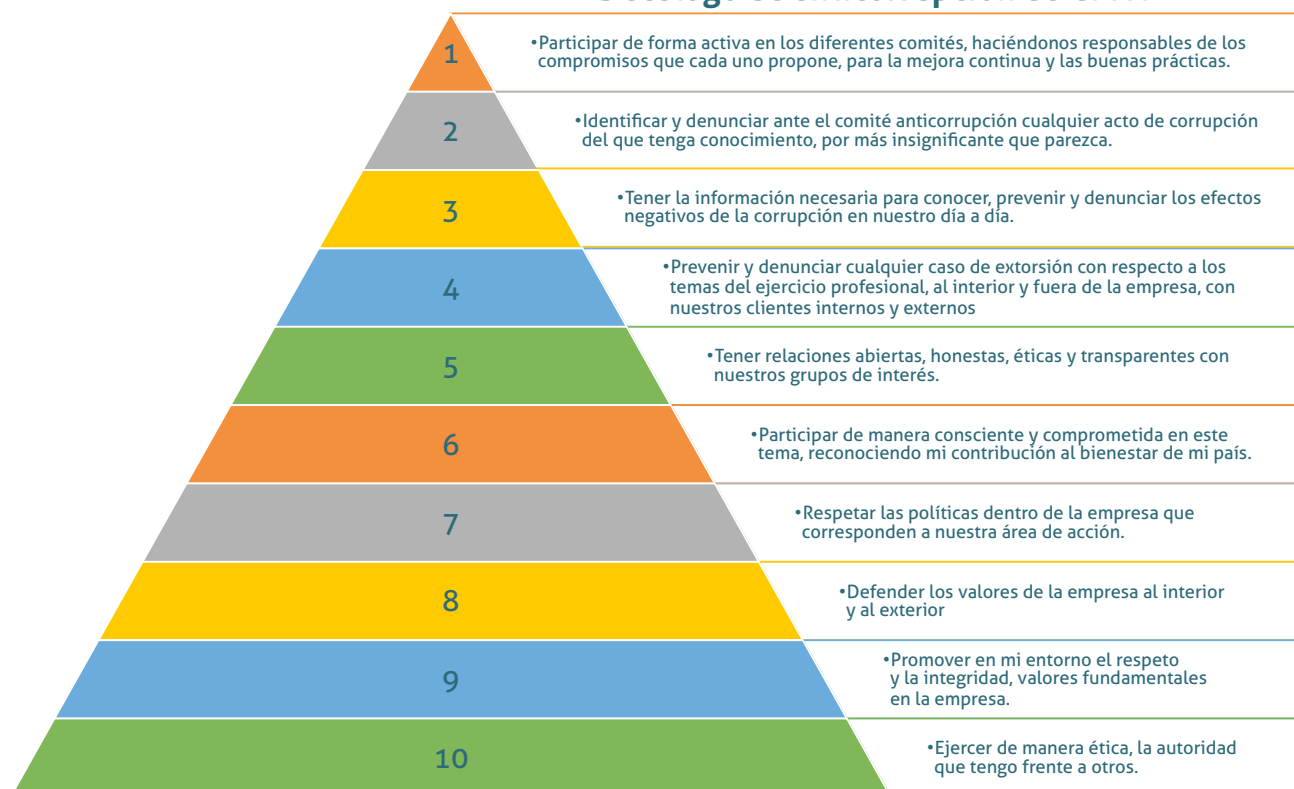 1
•Participar de forma activa en los diferentes comités, haciéndonos responsables de los
compromisos que cada uno propone, para la mejora continua y las buenas prácticas.
2
•Identificar y denunciar ante el comité anticorrupción cualquier acto de corrupción
del que tenga conocimiento, por más insignificante que parezca.
3
•Tener la información necesaria para conocer, prevenir y denunciar los efectos
negativos de la corrupción en nuestro día a día.
4
•Prevenir y denunciar cualquier caso de extorsión con respecto a los
temas del ejercicio profesional, al interior y fuera de la empresa, con
nuestros clientes internos y externos
5
•Tener relaciones abiertas, honestas, éticas y transparentes con
nuestros grupos de interés.
6
•Participar de manera consciente y comprometida en este
tema, reconociendo mi contribución al bienestar de mi país.
7
•Respetar las políticas dentro de la empresa que
corresponden a nuestra área de acción.
8
•Defender los valores de la empresa al interior
y al exterior
9
•Promover en mi entorno el respeto
y la integridad, valores fundamentales
en la empresa.
10
•Ejercer de manera ética, la autoridad
que tengo frente a otros.